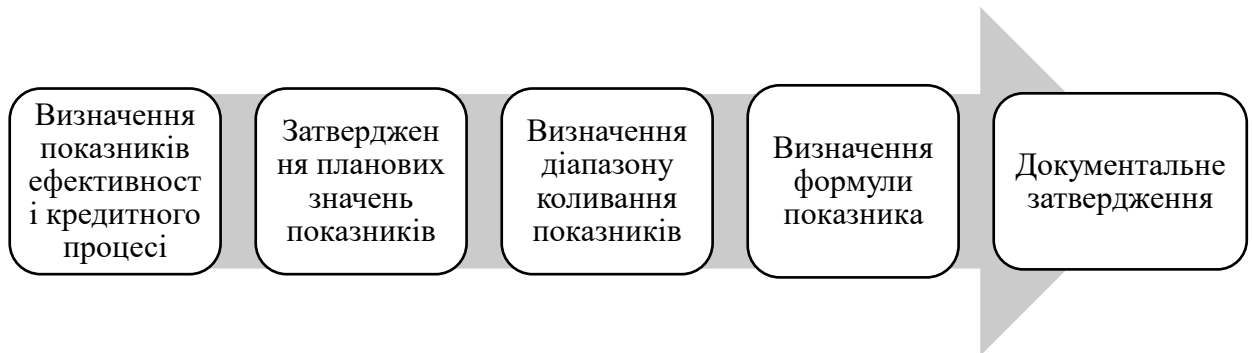 Визначення
показників
ефективност
і кредитного
процесі
Затверджен
ня планових
значень
показників
Визначення
діапазону
коливання
показників
Визначення
формули
показника
Документальне
затвердження